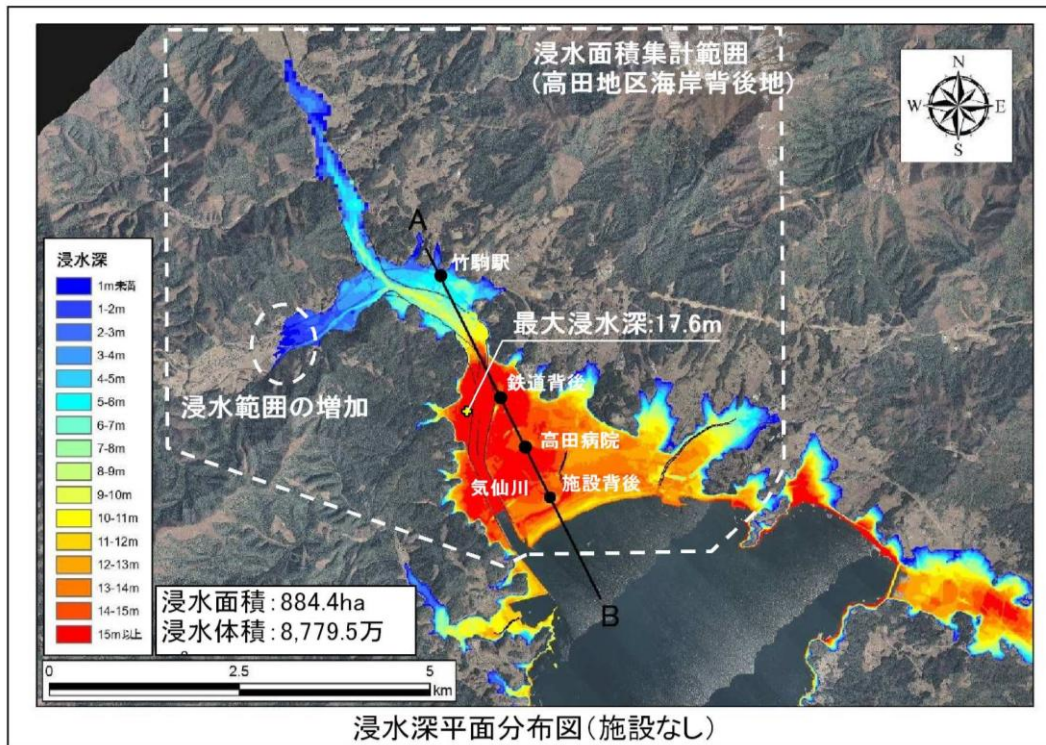 浸水面積集計範囲
(高田地区海岸背後地)
N
W E
S
A
竹駒駅
浸水深
1m未満
1-2m
2-3m
3-4m
4-5m
5-6m
6-7m
7-8m
8-9m
9-10m
10-11m
11-12m
12-13m
13-14m
14-15m
15m以上
最大浸水深:17.6m
鉄道背後
浸水範囲の増加
高田病院
気仙川
施設背後
B
浸水面積:884.4ha
浸水体積:8,779.5万
0 2.5 5
km
浸水深平面分布図(施設なし)